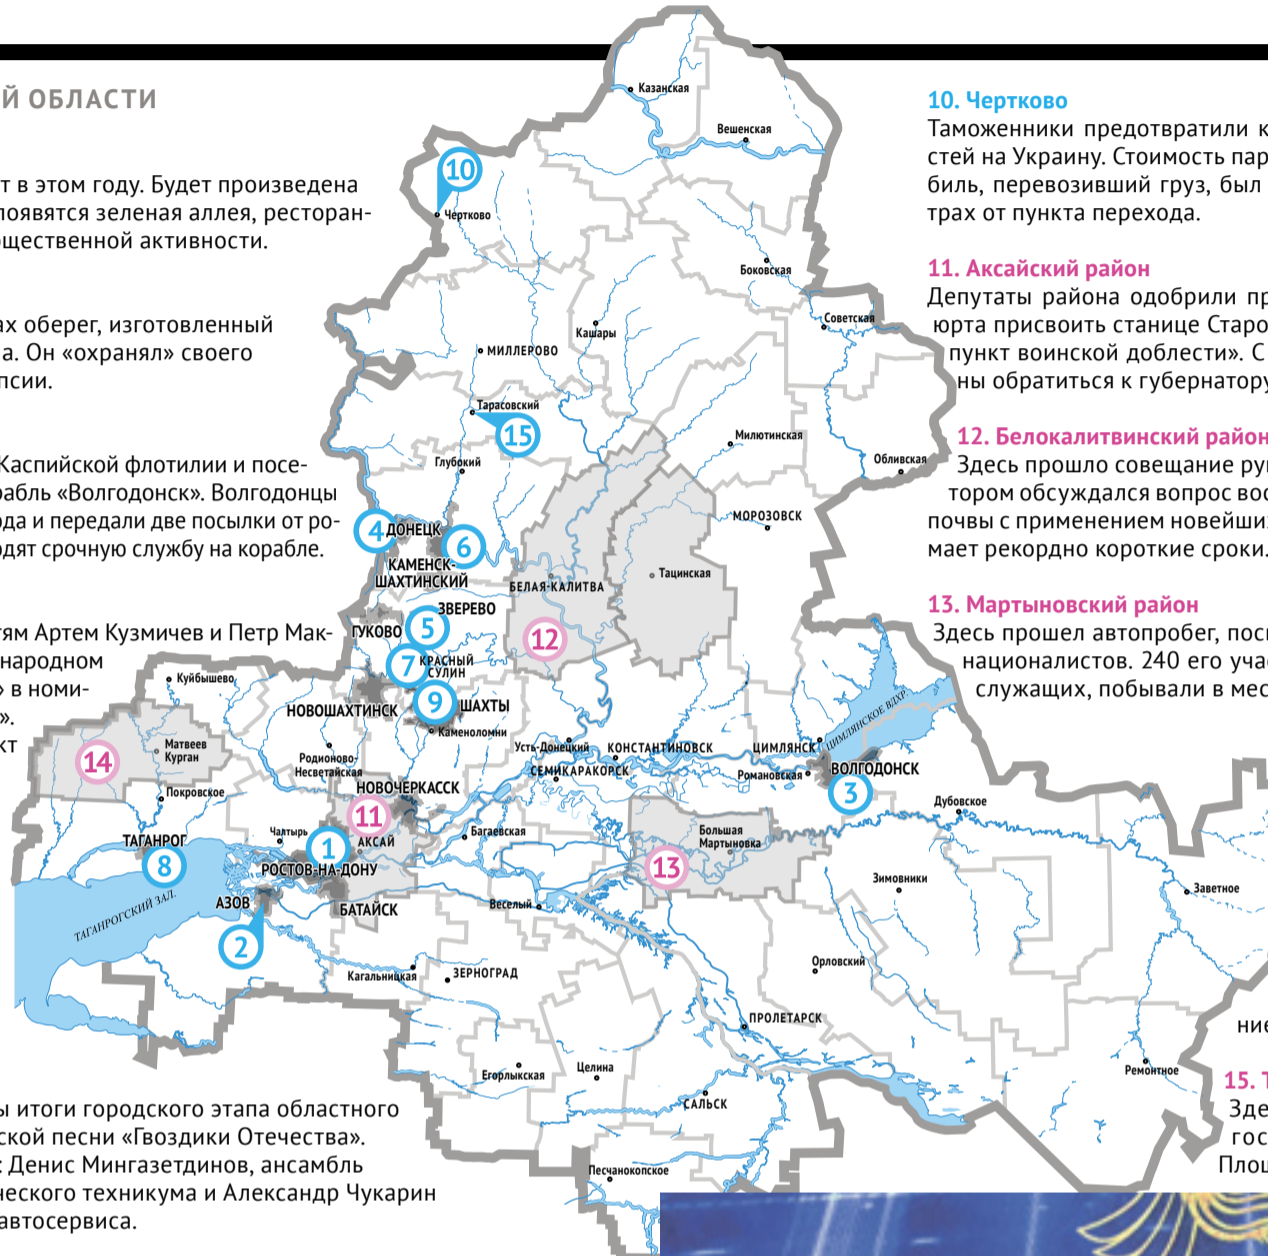 Й ОБЛАСТИ
т в этом году. Будет произведена
появятся зеленая аллея, ресторан-
щественной активности.
ах оберег, изготовленный
а. Он «охранял» своего
псии.
Каспийской флотилии и посе-
рабль «Волгодонск». Волгодонцы
ода и передали две посылки от ро-
одят срочную службу на корабле.
тям Артем Кузмичев и Петр Мак-
народном
» в номи-
».
кт
ы итоги городского этапа областного
ской песни «Гвоздики Отечества».
: Денис Мингазетдинов, ансамбль
ческого техникума и Александр Чукарин
автосервиса.
Казанская
Вешенская
10
Чертково
Боковская
Советская
Кашары
МИЛЛЕРОВО
Тарасовский
15
Милютинская
Глубокий
Обливская
МОРОЗОВСК
4
ДОНЕЦК
6
КАМЕНСК-
ШАХТИНСКИЙ
БЕЛАЯ-КАЛИТВА
Тацинская
ЗВЕРЕВО
ГУКОВО
5
12
7
КРАСНЫЙ
СУЛИН
Куйбышево
НОВОШАХТИНСК
9
ШАХТЫ
Каменоломни
ЦИМЛЯНСКОЕ ВДХР.
14
Матвеев
Курган
Родионово-
Несветайская
Усть-Донецкий
КОНСТАНТИНОВСК
ЦИМЛЯНСК
СЕМИКАРАКОРСК
Романовская
ВОЛГОДОНСК
3
Покровское
НОВОЧЕРКАССК
11
Дубовское
Чалтырь
Багаевская
Большая
Мартыновка
ТАГАНРОГ
8
1
АКСАЙ
РОСТОВ-НА-ДОНУ
13
Зимовники
Заветное
АЗОВ
БАТАЙСК
Веселый
ТАГАНРОГСКИЙ ЗАЛ.
2
Кагальницкая
ЗЕРНОГРАД
Орловский
ПРОЛЕТАРСК
Егорлыкская
Целина
Ремонтное
САЛЬСК
Песчанокопское
10. Чертково
Таможенники предотвратили к
стей на Украину. Стоимость пар
биль, перевозивший груз, был
трах от пункта перехода.
11. Аксайский район
Депутаты района одобрили пр
юрта присвоить станице Старо
пункт воинской доблести». С
ны обратиться к губернатору
12. Белокалитвинский район
Здесь прошло совещание рук
тором обсуждался вопрос вос
почвы с применением новейших
мает рекордно короткие сроки.
13. Мартыновский район
Здесь прошел автопробег, посв
националистов. 240 его учас
служащих, побывали в мес
ние
15. Т
Зде
гос
Площ